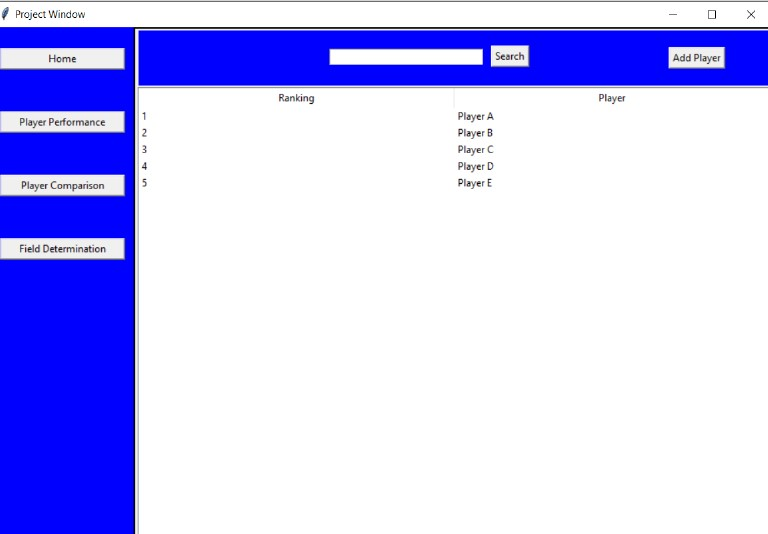 Project Window
Home
Player Performance
Player Comparison
Field Determination
Search
Add Player
Ranking Player
1 Player A
2 Player B
3 Player C
4 Player D
5 Player E